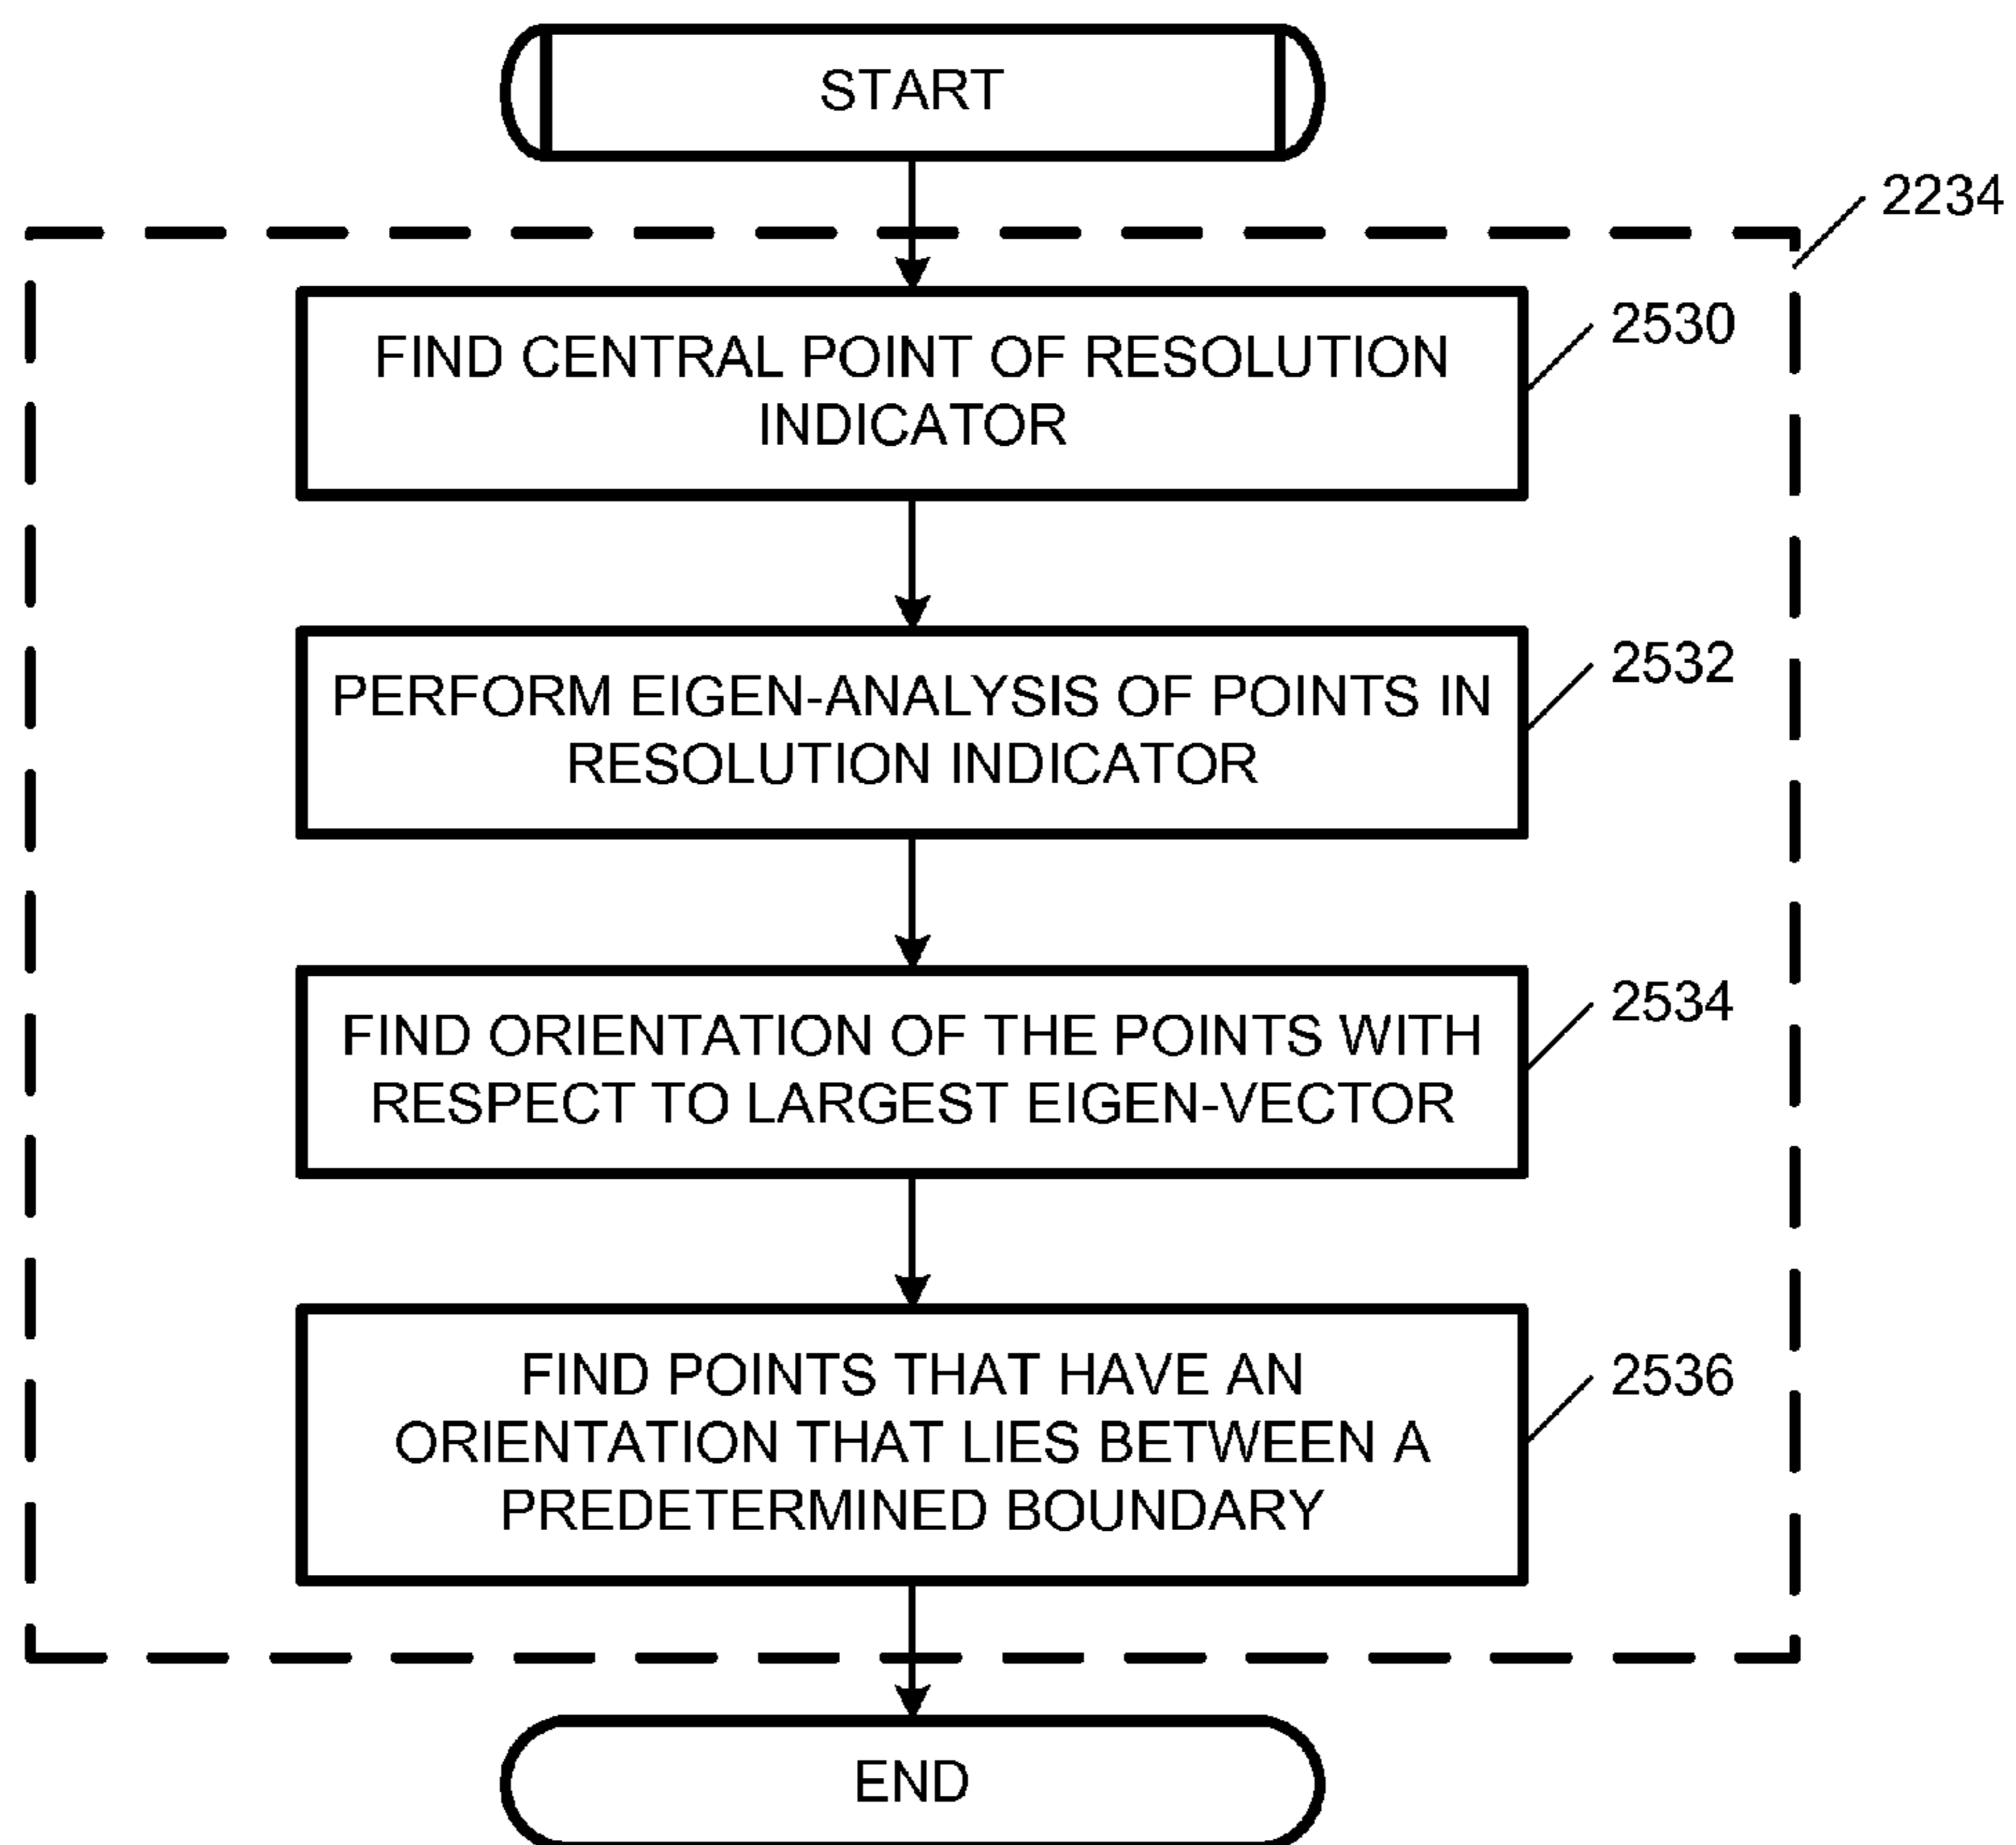 START
2234
FIND CENTRAL POINT OF RESOLUTION
INDICATOR
2530
PERFORM EIGEN-ANALYSIS OF POINTS IN
RESOLUTION INDICATOR
2532
FIND ORIENTATION OF THE POINTS WITH
RESPECT TO LARGEST EIGEN-VECTOR
2534
FIND POINTS THAT HAVE AN
ORIENTATION THAT LIES BETWEEN A
PREDETERMINED BOUNDARY
2536
END